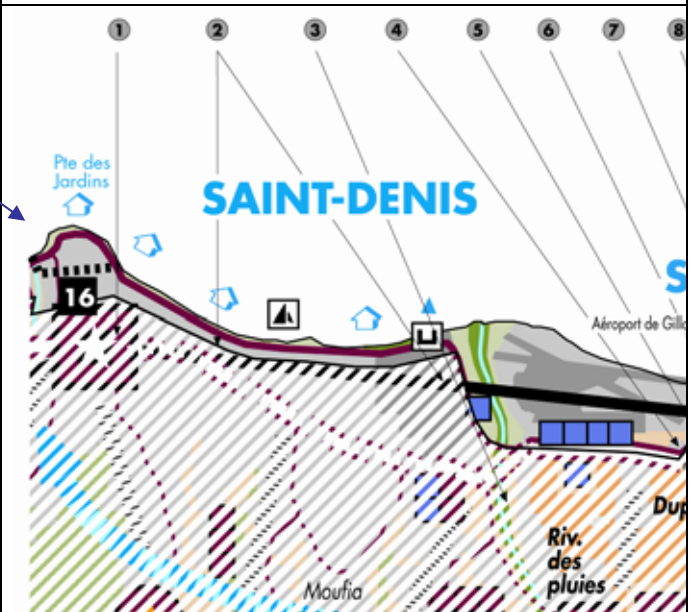 1 2 3 4 5 6 7 8
Pte des
Jardins
SAINT-DENIS
S
16
Aéroport de Gillo
Dup
Riv.
des
pluies
Moufia